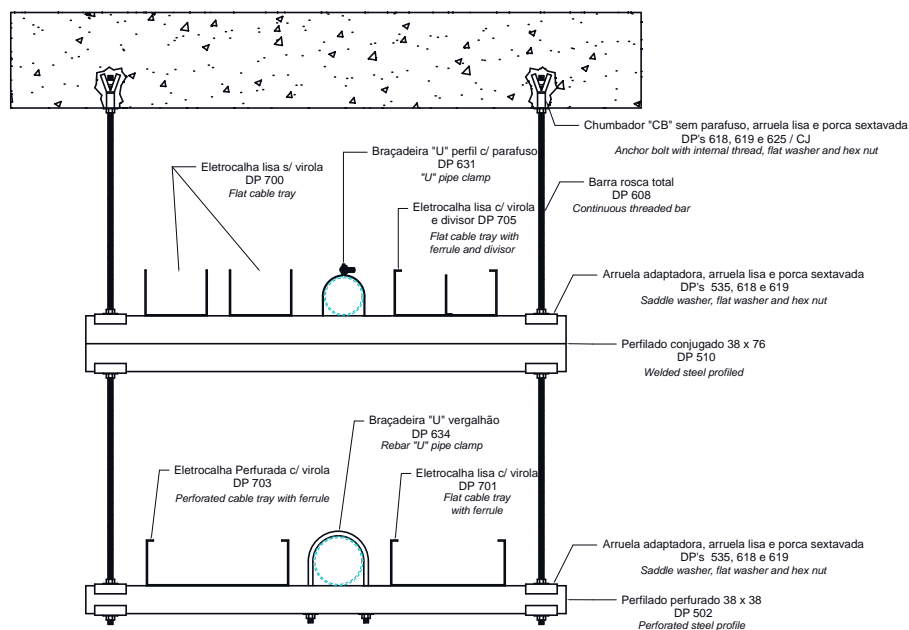 Chumbador "CB" sem parafuso, arruela lisa e porca sextavada
DP's 618, 619 e 625 / CJ
Anchor bolt with internal thread, flat washer and hex nut
Braçadeira "U" perfil c/ parafuso
DP 631
"U" pipe clamp
Eletrocalha lisa s/ virola
DP 700
Flat cable tray
Barra rosca total
DP 608
Continuous threaded bar
Eletrocalha lisa c/ virola
e divisor DP 705
Flat cable tray with
ferrule and divisor
Arruela adaptadora, arruela lisa e porca sextavada
DP's 535, 618 e 619
Saddle washer, flat washer and hex nut
Perfilado conjugado 38 x 76
DP 510
Welded steel profiled
Braçadeira "U" vergalhão
DP 634
Rebar "U" pipe clamp
Eletrocalha Perfurada c/ virola
DP 703
Perforated cable tray with ferrule
Eletrocalha lisa c/ virola
DP 701
Flat cable tray
with ferrule
Arruela adaptadora, arruela lisa e porca sextavada
DP's 535, 618 e 619
Saddle washer, flat washer and hex nut
Perfilado perfurado 38 x 38
DP 502
Perforated steel profile